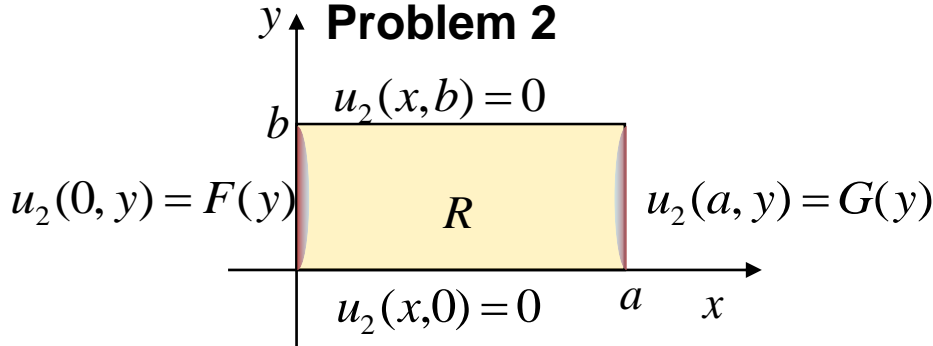 y Problem 2
u₂(x,b) = 0
b
u₂(0, y) = F(y) R u₂(a, y) = G(y)
u₂(x,0) = 0 a x